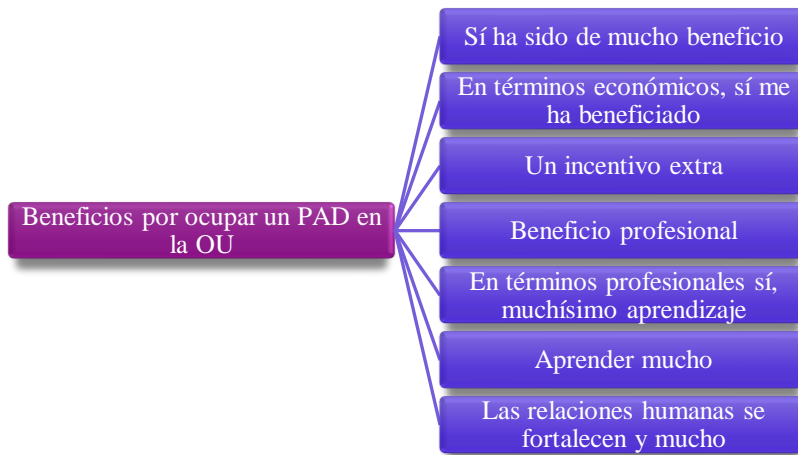 Beneficios por ocupar un PAD en
la OU
Sí ha sido de mucho beneficio
En términos económicos, sí me
ha beneficiado
Un incentivo extra
Beneficio profesional
En términos profesionales sí,
muchísimo aprendizaje
Aprender mucho
Las relaciones humanas se
fortalecen y mucho